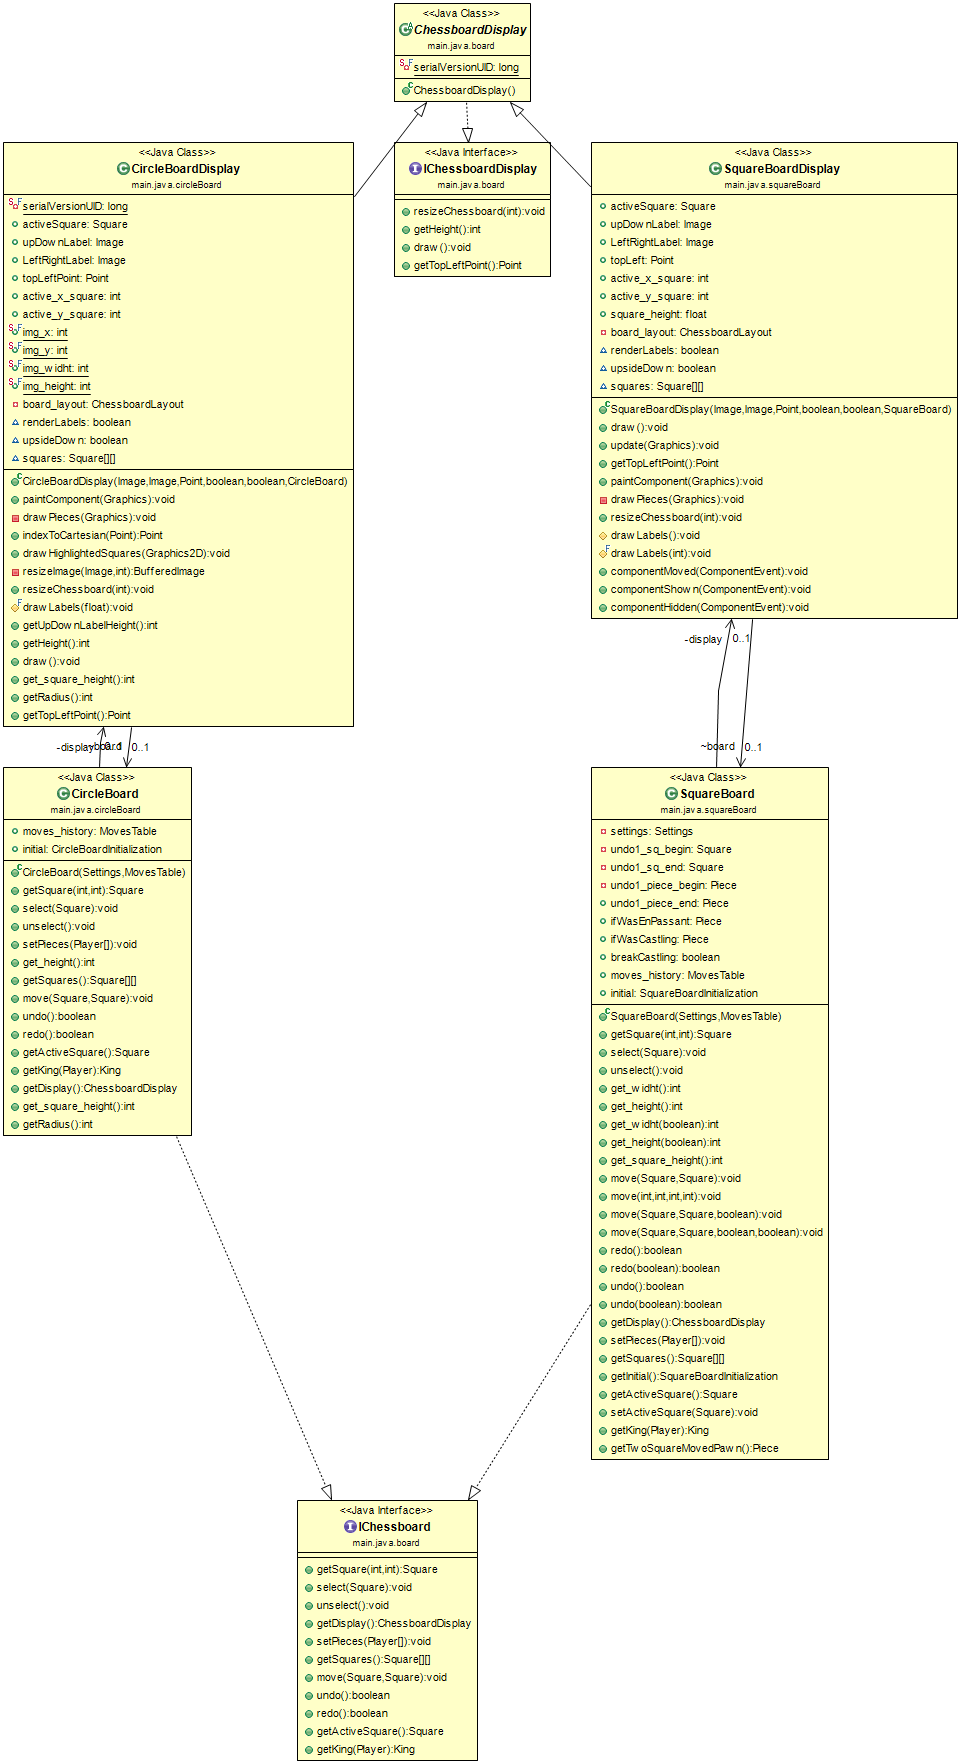 <<Java Class>>
ChessboardDisplay
main.java.board
serialVersionUID: long
ChessboardDisplay()
<<Java Class>>
CircleBoardDisplay
main.java.circleBoard
serialVersionUID: long
activeSquare: Square
upDownLabel: Image
LeftRightLabel: Image
topLeftPoint: Point
active_x_square: int
active_y_square: int
img_x: int
img_y: int
img_widht: int
img_height: int
board_layout: ChessboardLayout
renderLabels: boolean
upsideDown: boolean
squares: Square[][]
CircleBoardDisplay(Image,Image,Point,boolean,boolean,CircleBoard)
paintComponent(Graphics):void
drawPieces(Graphics):void
indexToCartesian(Point):Point
drawHighlightedSquares(Graphics2D):void
resizeImage(Image,int):BufferedImage
resizeChessboard(int):void
drawLabels(float):void
getUpDownLabelHeight():int
getHeight():int
draw():void
get_square_height():int
getRadius():int
getTopLeftPoint():Point
<<Java Interface>>
IChessboardDisplay
main.java.board
resizeChessboard(int):void
getHeight():int
draw():void
getTopLeftPoint():Point
<<Java Class>>
SquareBoardDisplay
main.java.squareBoard
activeSquare: Square
upDownLabel: Image
LeftRightLabel: Image
topLeft: Point
active_x_square: int
active_y_square: int
square_height: float
board_layout: ChessboardLayout
renderLabels: boolean
upsideDown: boolean
squares: Square[][]
SquareBoardDisplay(Image,Image,Point,boolean,boolean,SquareBoard)
draw():void
update(Graphics):void
getTopLeftPoint():Point
paintComponent(Graphics):void
drawPieces(Graphics):void
resizeChessboard(int):void
drawLabels():void
drawLabels(int):void
componentMoved(ComponentEvent):void
componentShown(ComponentEvent):void
componentHidden(ComponentEvent):void
-display 0..1
~board 0..1
-display 0..1
~board 0..1
<<Java Class>>
CircleBoard
main.java.circleBoard
moves_history: MovesTable
initial: CircleBoardInitialization
CircleBoard(Settings,MovesTable)
getSquare(int,int):Square
select(Square):void
unselect():void
setPieces(Player[]):void
get_height():int
getSquares():Square[][]
move(Square,Square):void
undo():boolean
redo():boolean
getActiveSquare():Square
getKing(Player):King
getDisplay():ChessboardDisplay
get_square_height():int
getRadius():int
<<Java Class>>
SquareBoard
main.java.squareBoard
settings: Settings
undo1_sq_begin: Square
undo1_sq_end: Square
undo1_piece_begin: Piece
undo1_piece_end: Piece
ifWasEnPassant: Piece
ifWasCastling: Piece
breakCastling: boolean
moves_history: MovesTable
initial: SquareBoardInitialization
SquareBoard(Settings,MovesTable)
getSquare(int,int):Square
select(Square):void
unselect():void
get_widht():int
get_height():int
get_widht(boolean):int
get_height(boolean):int
get_square_height():int
move(Square,Square):void
move(int,int,int,int):void
move(Square,Square,boolean):void
move(Square,Square,boolean,boolean):void
redo():boolean
redo(boolean):boolean
undo():boolean
undo(boolean):boolean
getDisplay():ChessboardDisplay
setPieces(Player[]):void
getSquares():Square[][]
getInitial():SquareBoardInitialization
getActiveSquare():Square
setActiveSquare(Square):void
getKing(Player):King
getTwoSquareMovedPawn():Piece
<<Java Interface>>
IChessboard
main.java.board
getSquare(int,int):Square
select(Square):void
unselect():void
getDisplay():ChessboardDisplay
setPieces(Player[]):void
getSquares():Square[][]
move(Square,Square):void
undo():boolean
redo():boolean
getActiveSquare():Square
getKing(Player):King